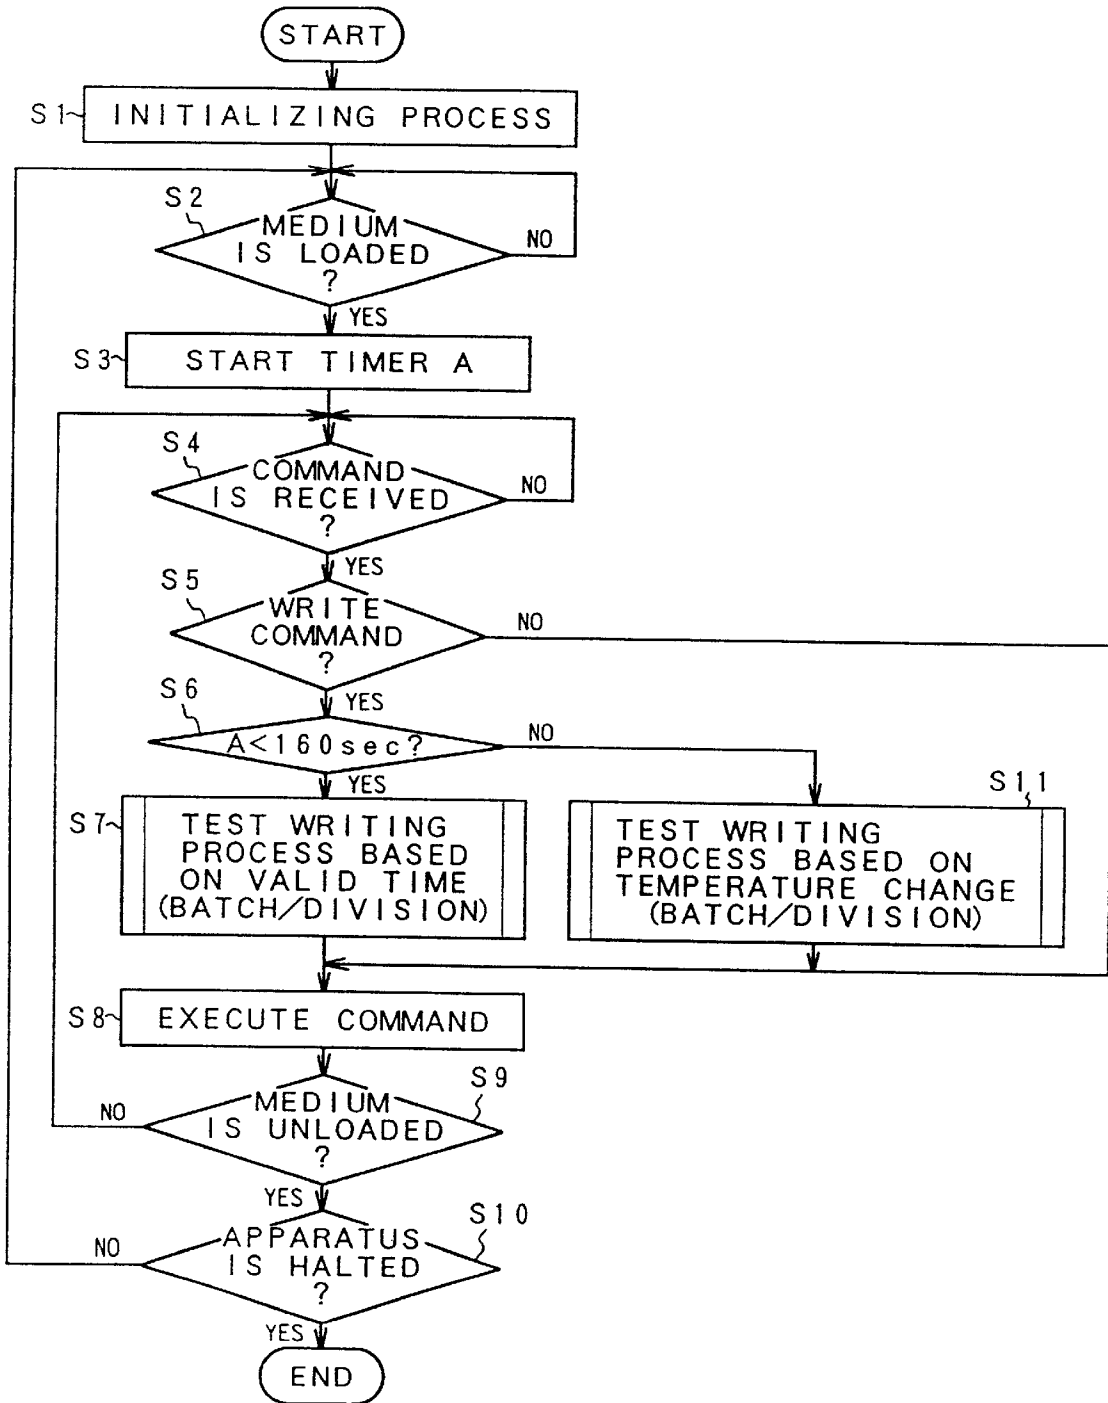 START
S1
INITIALIZING PROCESS
S2
MEDIUM
IS LOADED
?
NO
YES
S3
START TIMER A
S4
COMMAND
IS RECEIVED
?
NO
YES
S5
WRITE
COMMAND
?
NO
YES
S6
A<160sec?
NO
YES
S7
TEST WRITING
PROCESS BASED
ON VALID TIME
(BATCH/DIVISION)
S11
TEST WRITING
PROCESS BASED ON
TEMPERATURE CHANGE
(BATCH/DIVISION)
S8
EXECUTE COMMAND
S9
MEDIUM
IS UNLOADED
?
NO
YES
S10
APPARATUS
IS HALTED
?
NO
YES
END